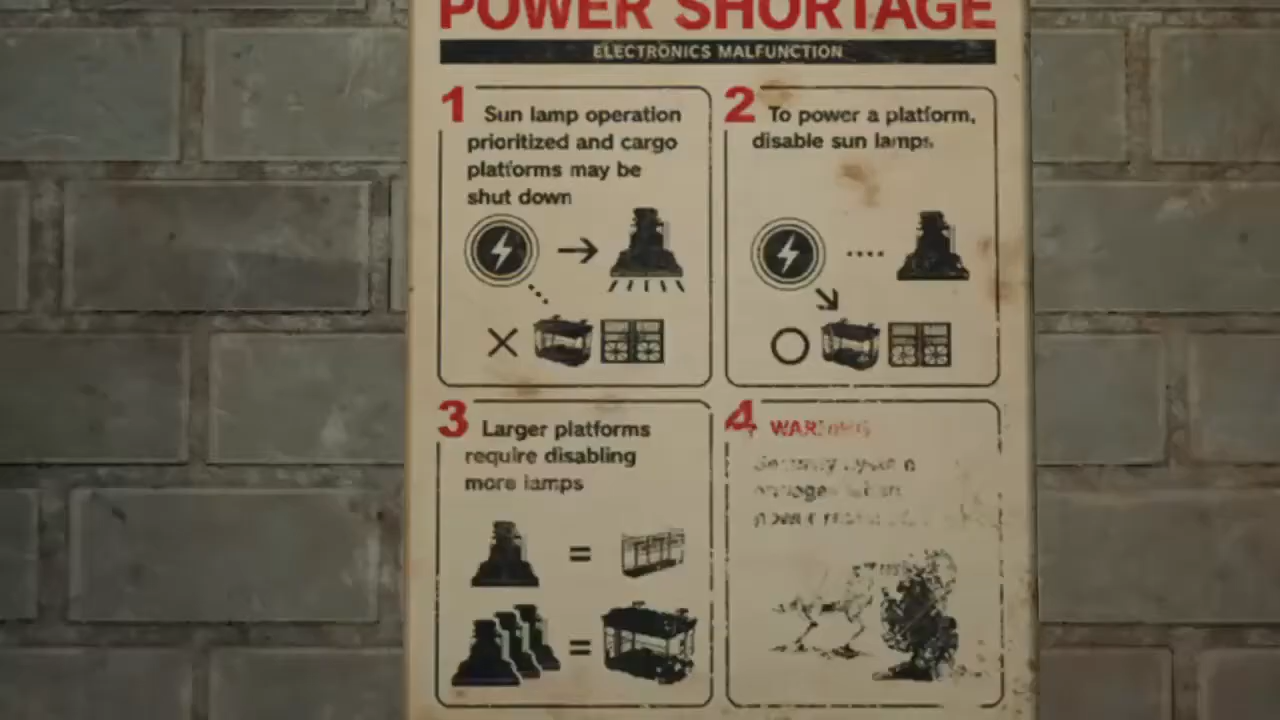 POWER SHORTAGE
ELECTRONICS MALFUNCTION
1 Sun lamp operation
prioritized and cargo
platforms may be
shut down
2 To power a platform,
disable sun lamps
3 Larger platforms
require disabling
more lamps
=
=
4 WARNING